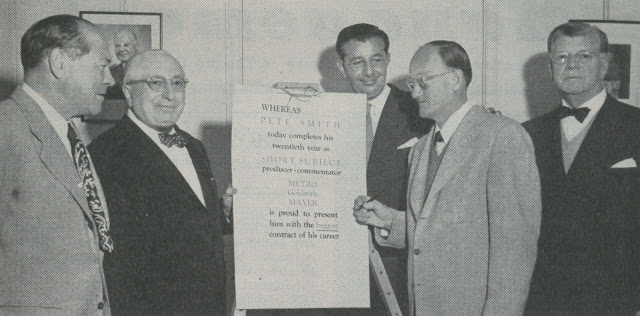 WHEREAS
PETE SMITH
today completes his
twentieth year as
SHORT SUBJECT
producer - commentator
METRO
Goldwyn
MAYER
is proud to present
him with the biggest
contract of his career